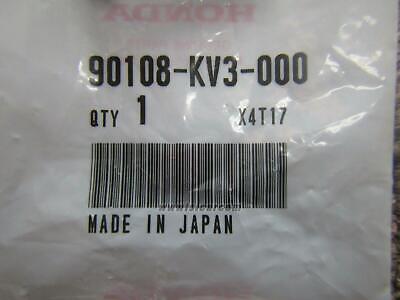 HONDA
90108-KV3-000
QTY 1 X4T17
MADE IN JAPAN